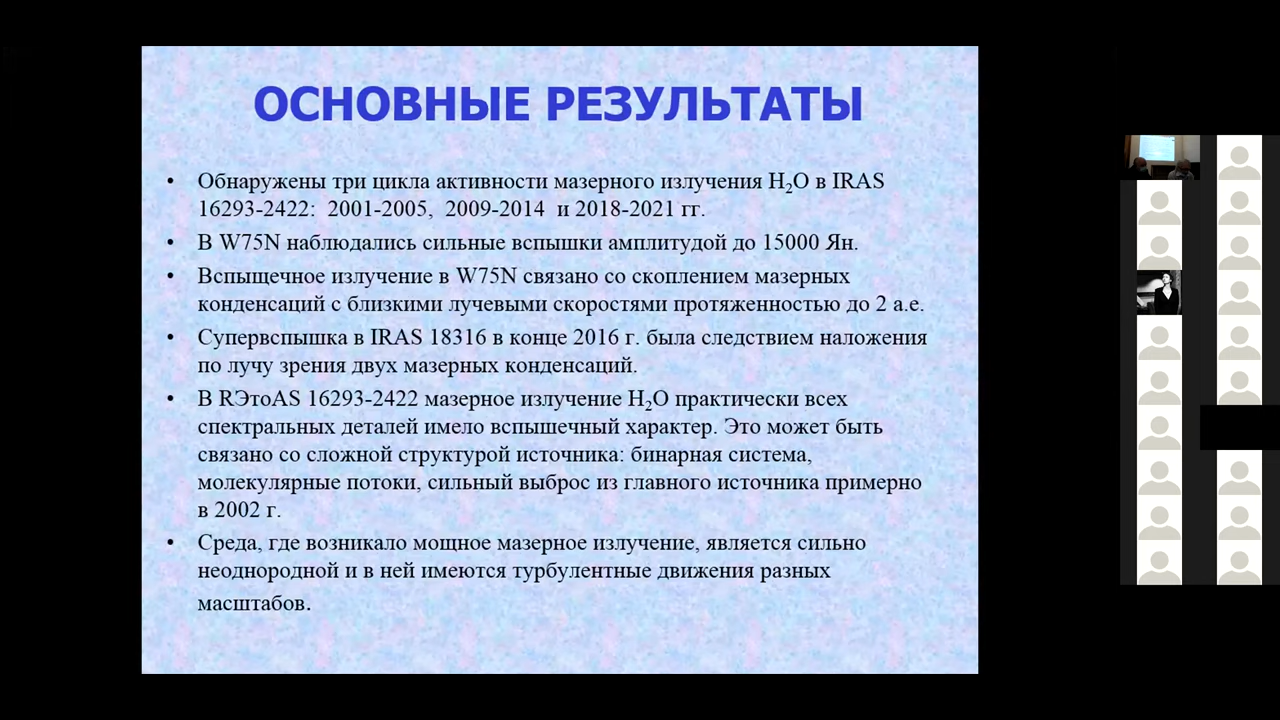 ОСНОВНЫЕ РЕЗУЛЬТАТЫ
• Обнаружены три цикла активности мазерного излучения H₂O в IRAS
16293-2422: 2001-2005, 2009-2014 и 2018-2021 гг.
• В W75N наблюдались сильные вспышки амплитудой до 15000 Ян.
• Вспыщечное излучение в W75N связано со скоплением мазерных
конденсаций с близкими лучевыми скоростями протяженностью до 2 а.е.
• Супервспышка в IRAS 18316 в конце 2016 г. была следствием наложения
по лучу зрения двух мазерных конденсаций.
• В RЭтоAS 16293-2422 мазерное излучение H₂O практически всех
спектральных деталей имело вспышечный характер. Это может быть
связано со сложной структурой источника: бинарная система,
молекулярные потоки, сильный выброс из главного источника примерно
в 2002 г.
• Среда, где возникало мощное мазерное излучение, является сильно
неоднородной и в ней имеются турбулентные движения разных
масштабов.